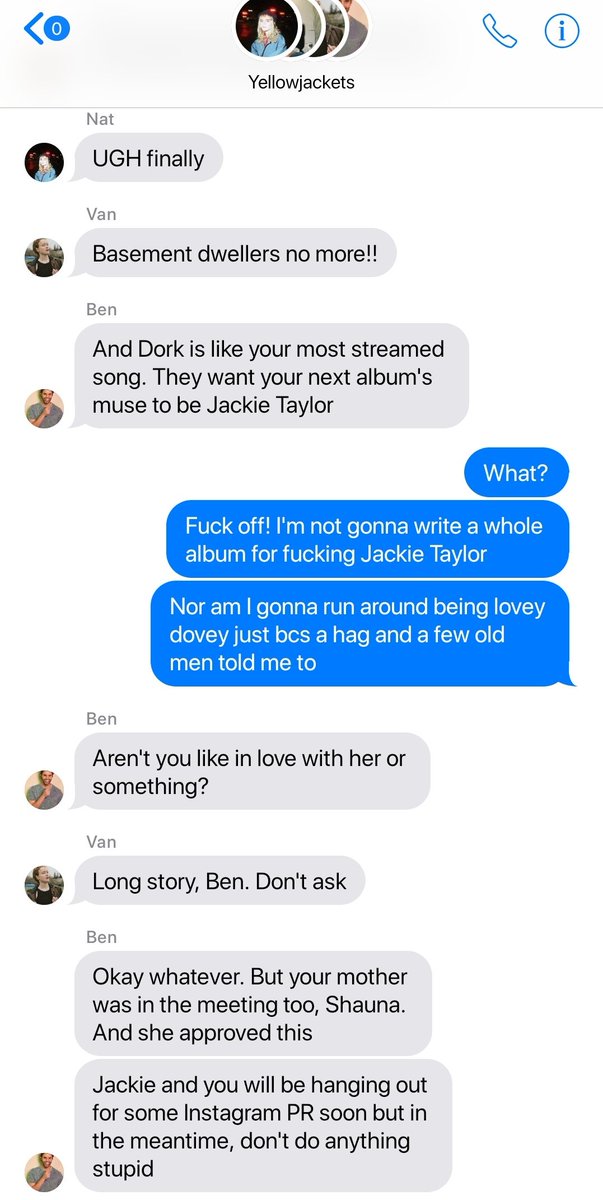 0
Yellowjackets
Nat
UGH finally
Van
Basement dwellers no more!!
Ben
And Dork is like your most streamed
song. They want your next album's
muse to be Jackie Taylor
What?
Fuck off! I'm not gonna write a whole
album for fucking Jackie Taylor
Nor am I gonna run around being lovey
dovey just bcs a hag and a few old
men told me to
Ben
Aren't you like in love with her or
something?
Van
Long story, Ben. Don't ask
Ben
Okay whatever. But your mother
was in the meeting too, Shauna.
And she approved this
Jackie and you will be hanging out
for some Instagram PR soon but in
the meantime, don't do anything
stupid